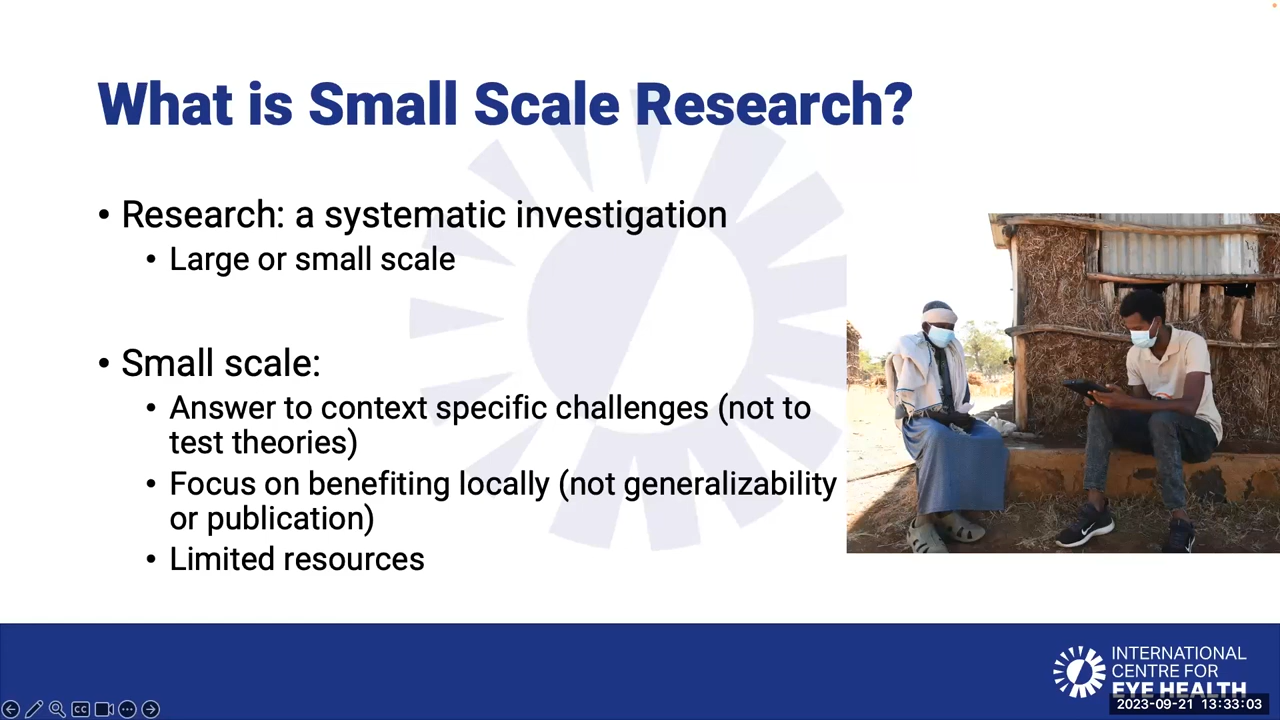 What is Small Scale Research?
• Research: a systematic investigation
• Large or small scale
• Small scale:
• Answer to context specific challenges (not to
test theories)
• Focus on benefiting locally (not generalizability
or publication)
• Limited resources
INTERNATIONAL
CENTRE FOR
EYE HEALTH
2023-09-21 13:33:03
CC